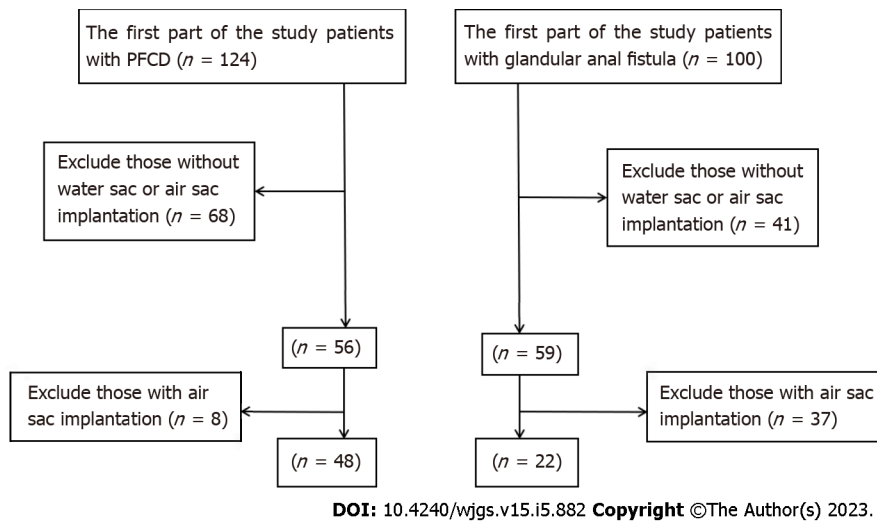 The first part of the study patients
with PFCD (n = 124)
The first part of the study patients
with glandular anal fistula (n = 100)
Exclude those without
water sac or air sac
implantation (n = 68)
Exclude those without
water sac or air sac
implantation (n = 41)
(n = 56)
(n = 59)
Exclude those with air
sac implantation (n = 8)
Exclude those with air sac
implantation (n = 37)
(n = 48)
(n = 22)
DOI: 10.4240/wjgs.v15.i5.882 Copyright ©The Author(s) 2023.